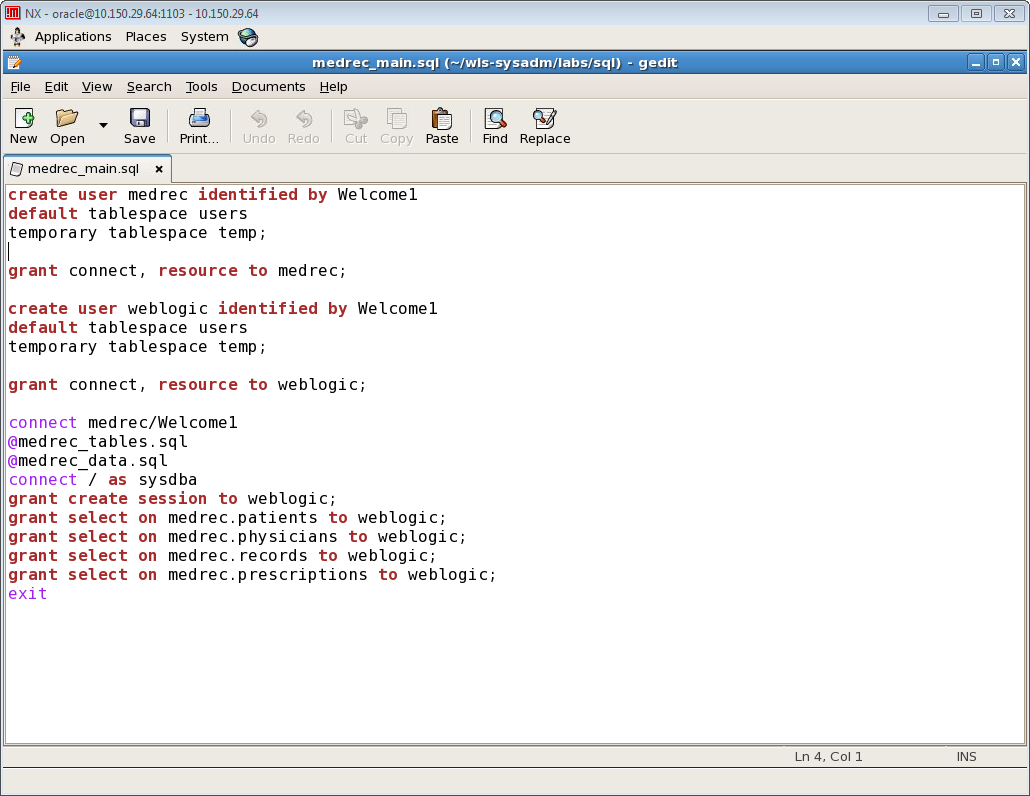 NX - oracle@10.150.29.64:1103 - 10.150.29.64
Applications Places System
medrec_main.sql (~/wls-sysadm/labs/sql) - gedit
File Edit View Search Tools Documents Help
New Open Save Print... Undo Redo Cut Copy Paste Find Replace
medrec_main.sql
create user medrec identified by Welcome1
default tablespace users
temporary tablespace temp;
grant connect, resource to medrec;
create user weblogic identified by Welcome1
default tablespace users
temporary tablespace temp;
grant connect, resource to weblogic;
connect medrec/Welcome1
@medrec_tables.sql
@medrec_data.sql
connect / as sysdba
grant create session to weblogic;
grant select on medrec.patients to weblogic;
grant select on medrec.physicians to weblogic;
grant select on medrec.records to weblogic;
grant select on medrec.prescriptions to weblogic;
exit
Ln 4, Col 1 INS